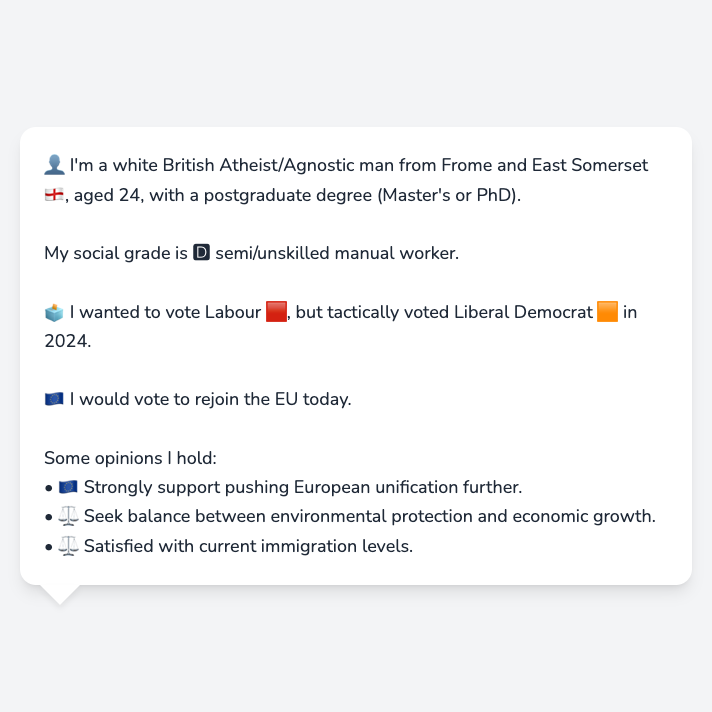 👤 I'm a white British Atheist/Agnostic man from Frome and East Somerset
🏴󠁧󠁢󠁥󠁮󠁧󠁿, aged 24, with a postgraduate degree (Master's or PhD).
My social grade is 🅳 semi/unskilled manual worker.
🗳️ I wanted to vote Labour 🟥, but tactically voted Liberal Democrat 🟧 in
2024.
🇪🇺 I would vote to rejoin the EU today.
Some opinions I hold:
• 🇪🇺 Strongly support pushing European unification further.
• ⚖️ Seek balance between environmental protection and economic growth.
• ⚖️ Satisfied with current immigration levels.